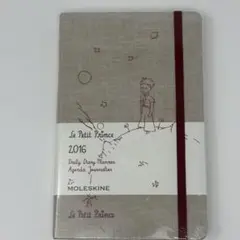 Le Petit Prince
2016
Daily Diary/Planner
Agenda Journalier
MOLESKINE
Le Petit Prince